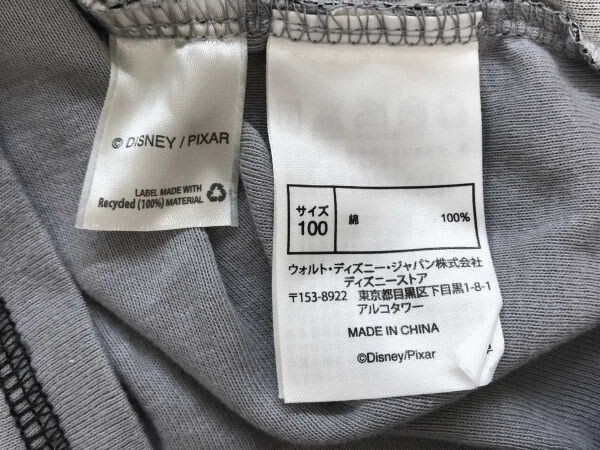 © DISNEY / PIXAR
LABEL MADE WITH
Recycled (100%) MATERIAL
サイズ
100
綿 100%
ウォルト・ディズニー・ジャパン株式会社
ディズニーストア
〒153-8922 東京都目黒区下目黒1-8-1
アルコタワー
MADE IN CHINA
©Disney/Pixar